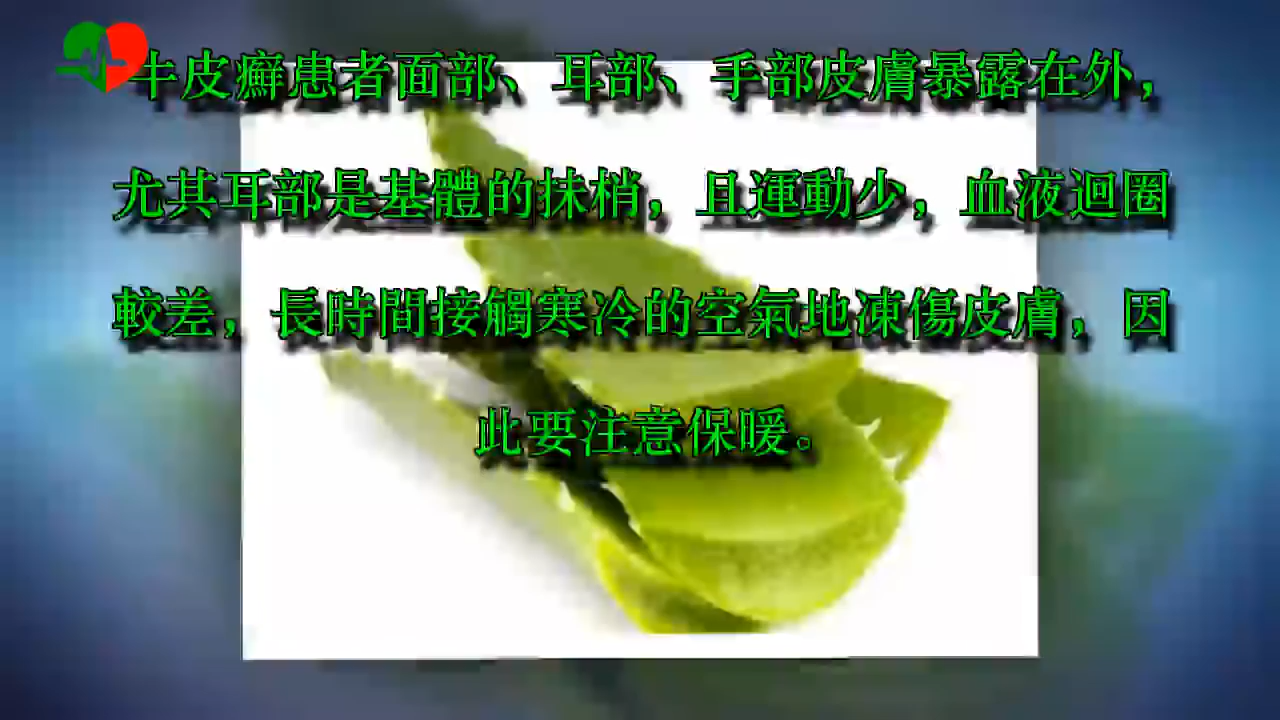 牛皮癬患者面部、耳部、手部皮膚暴露在外，
尤其耳部是基體的抹梢，且運動少，血液迴圈
較差，長時間接觸寒冷的空氣地凍傷皮膚，因
此要注意保暖。